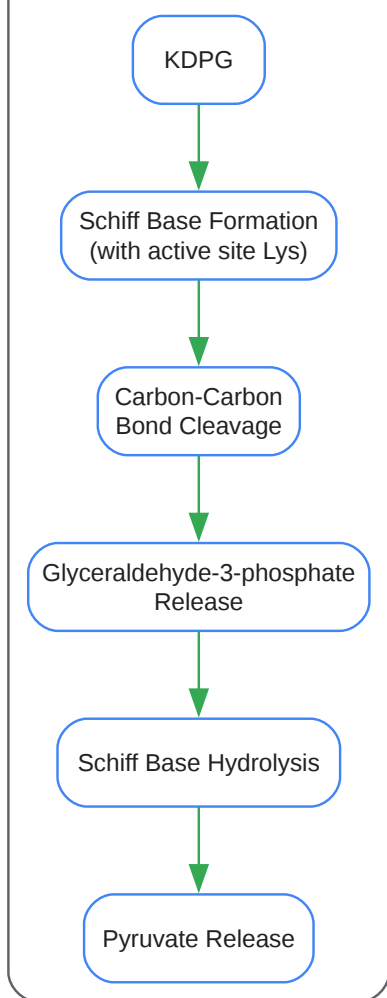 KDPG
Schiff Base Formation
(with active site Lys)
Carbon-Carbon
Bond Cleavage
Glyceraldehyde-3-phosphate
Release
Schiff Base Hydrolysis
Pyruvate Release